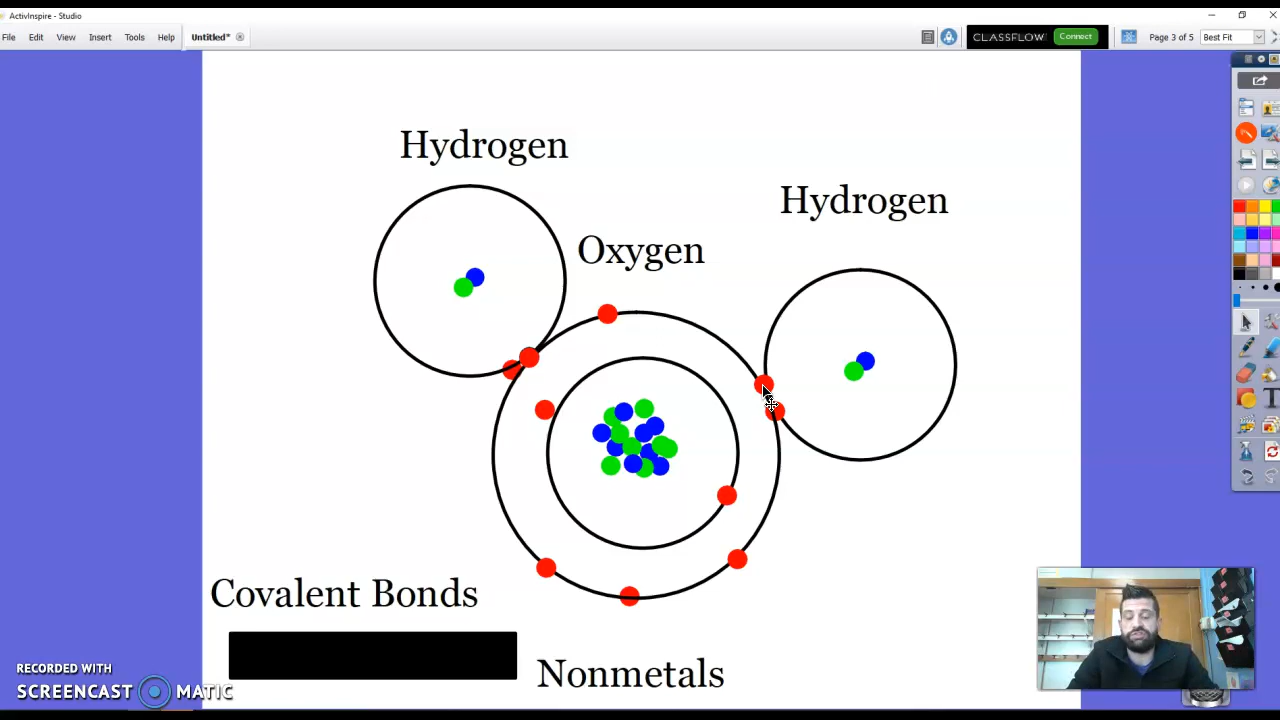 ActivInspire - Studio
File Edit View Insert Tools Help Untitled* CLASSFLOW Connect Page 3 of 5 Best Fit
Hydrogen
Hydrogen
Oxygen
Covalent Bonds
Nonmetals
RECORDED WITH
SCREENCAST MATIC